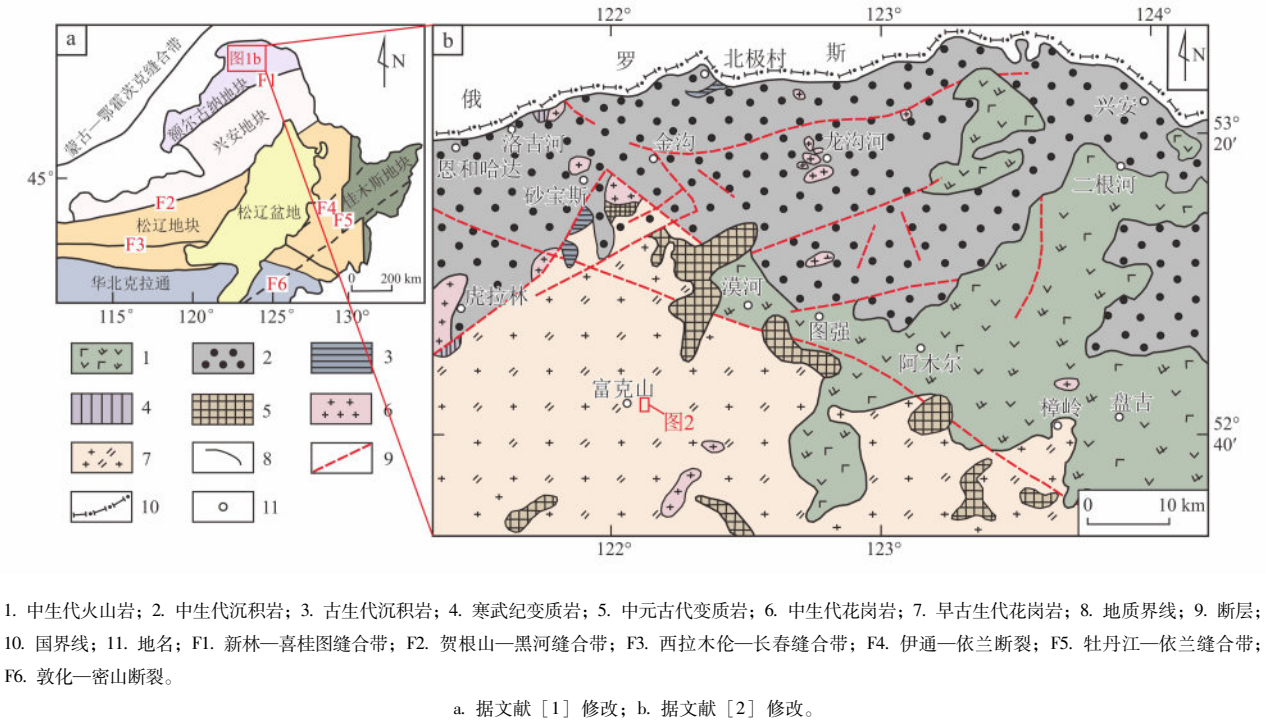 a
b
N
N
图1b
F1
蒙古—鄂霍茨克缝合带
额尔古纳地块
兴安地块
45°
F2
松辽地块
松辽盆地
佳木斯地块
F4
F5
F3
F6
华北克拉通
0 200 km
115° 120° 125° 130°
122° 123° 124°
俄 罗 斯
北极村
兴安
53°
20′
洛古河
金沟
龙沟河
恩和哈达
砂宝斯
二根河
虎拉林
漠河
图强
阿木尔
富克山
图2
樟岭
盘古
52°
40′
0 10 km
122° 123°
1 2 3
4 5 6
7 8 9
10 11
1. 中生代火山岩；2. 中生代沉积岩；3. 古生代沉积岩；4. 寒武纪变质岩；5. 中元古代变质岩；6. 中生代花岗岩；7. 早古生代花岗岩；8. 地质界线；9. 断层；
10. 国界线；11. 地名；F1. 新林—喜桂图缝合带；F2. 贺根山—黑河缝合带；F3. 西拉木伦—长春缝合带；F4. 伊通—依兰断裂；F5. 牡丹江—依兰缝合带；
F6. 敦化—密山断裂。
a. 据文献［1］修改；b. 据文献［2］修改。